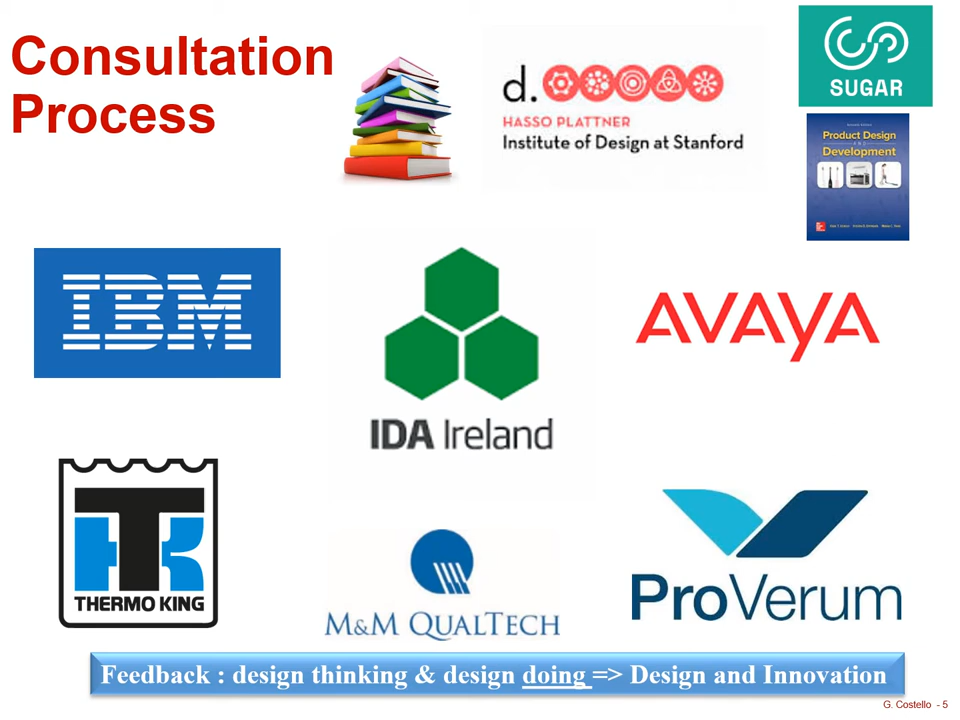 Consultation
Process
d.
HASSO PLATTNER
Institute of Design at Stanford
SUGAR
Product Design
AND
Development
IBM
IDA Ireland
AVAYA
THERMO KING
M&M QUALTECH
ProVerum
Feedback : design thinking & design doing => Design and Innovation
G. Costello - 5